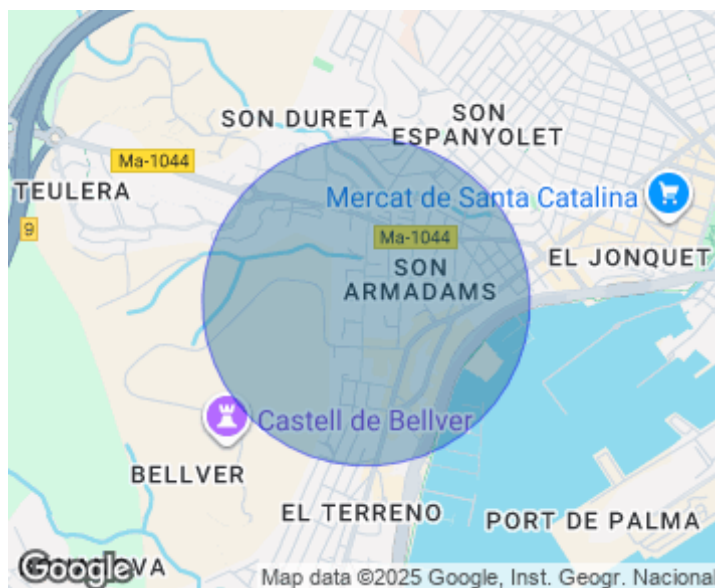 SON DURETA
SON
ESPANYOLET
Ma-1044
TEULERA
Mercat de Santa Catalina
9
Ma-1044
EL JONQUET
SON
ARMADAMS
Castell de Bellver
BELLVER
EL TERRENO
PORT DE PALMA
Google
Map data ©2025 Google, Inst. Geogr. Nacional